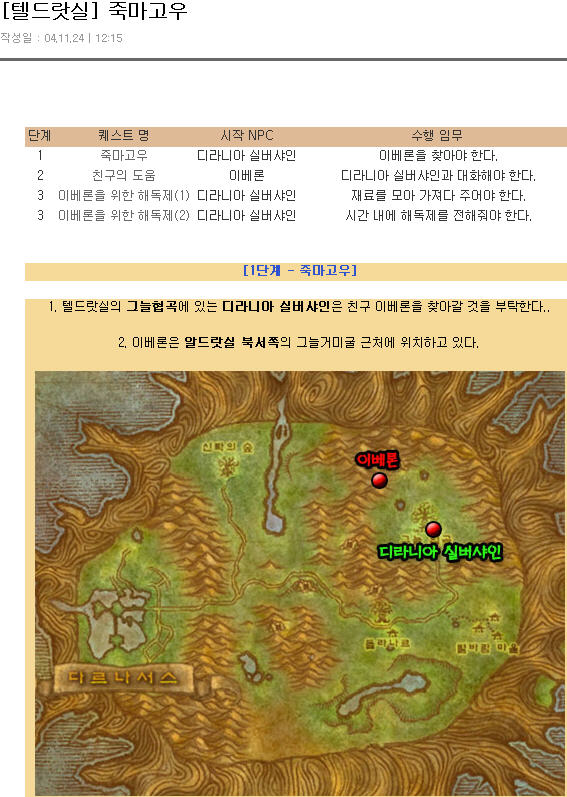 [텔드랏실] 죽마고우
작성일 : 04.11.24 | 12:15
단계 퀘스트 명 시작 NPC 수행 임무
1 죽마고우 디라니아 실버샤인 이베론을 찾아야 한다.
2 친구의 도움 이베론 디라니아 실버샤인과 대화해야 한다.
3 이베론을 위한 해독제(1) 디라니아 실버샤인 재료를 모아 가져다 주어야 한다.
3 이베론을 위한 해독제(2) 디라니아 실버샤인 시간 내에 해독제를 전해줘야 한다.
[1단계 - 죽마고우]
1. 텔드랏실의 그늘협곡에 있는 디라니아 실버샤인은 친구 이베론을 찾아갈 것을 부탁한다..
2. 이베론은 알드랏실 북서쪽의 그늘거미굴 근처에 위치하고 있다.
신탁의 숲
이베론
디라니아 실버샤인
돌라나르
다르나서스